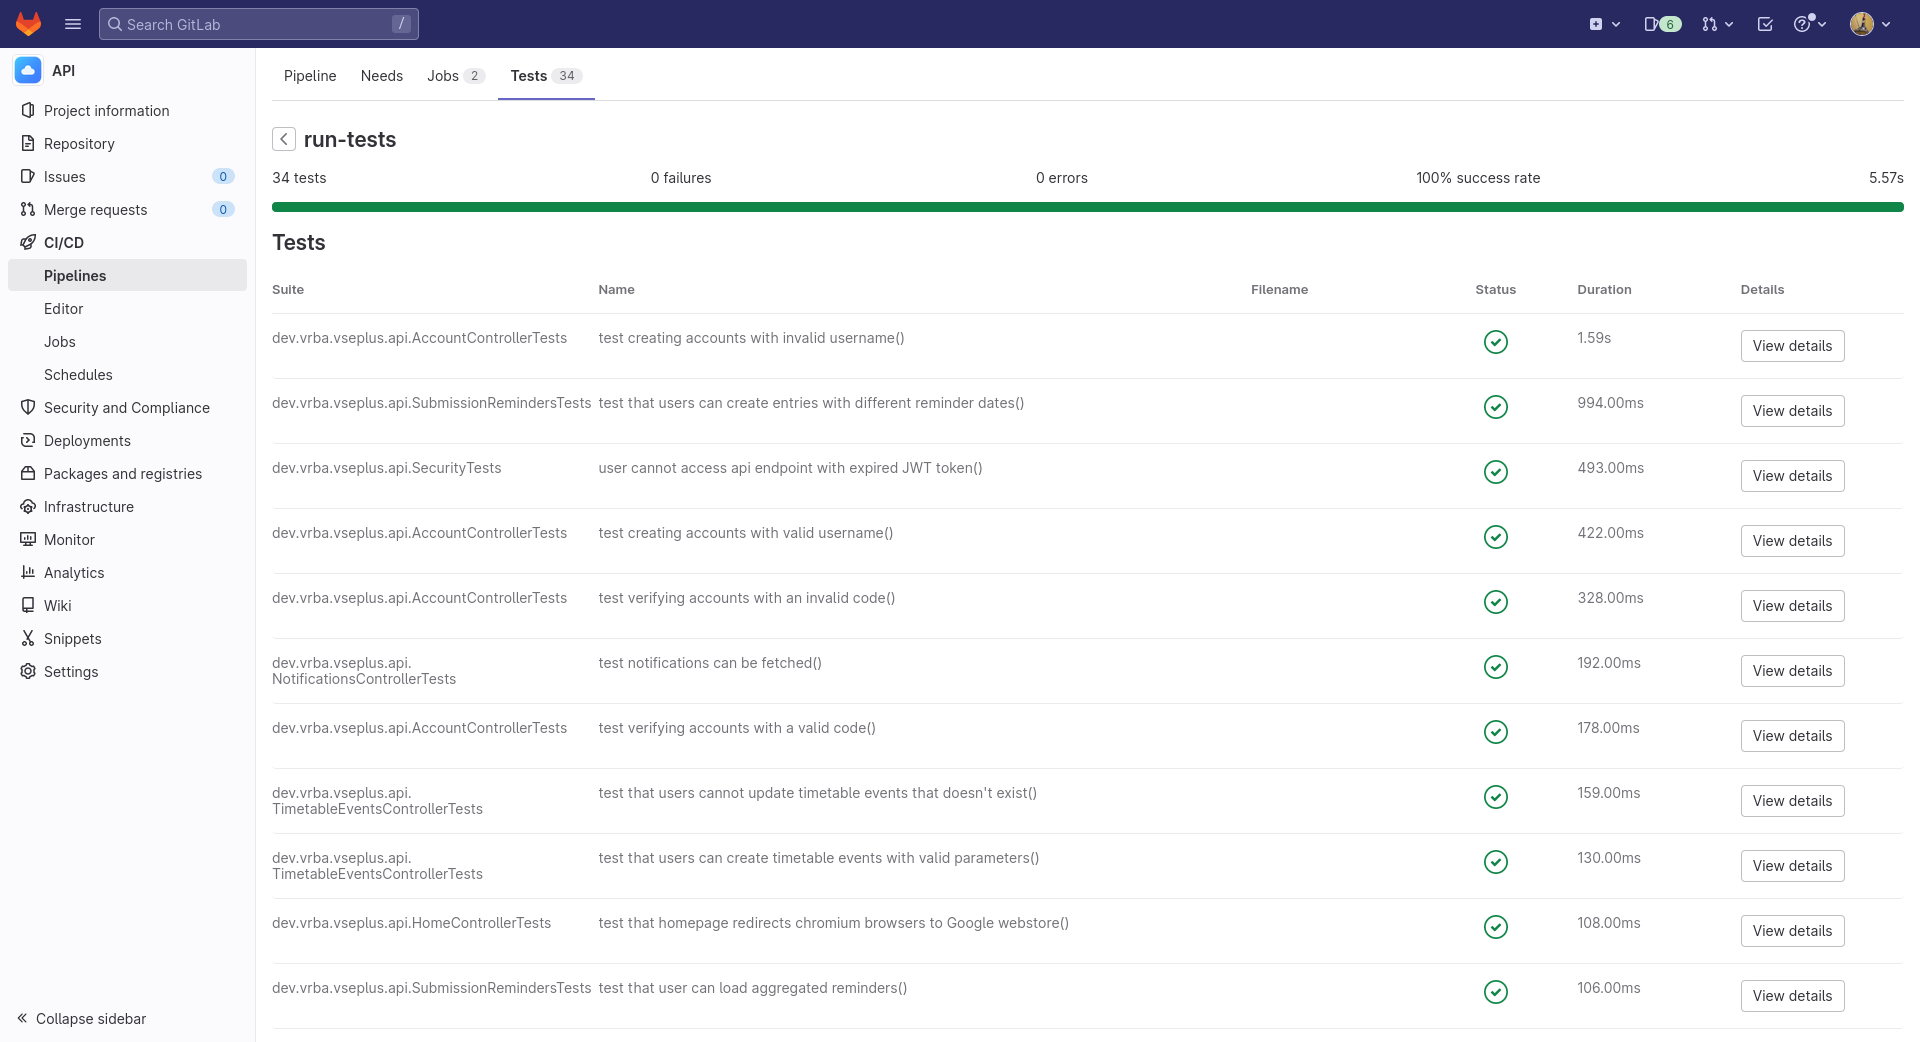 Search GitLab /
6
API
Project information
Repository
Issues 0
Merge requests 0
CI/CD
Pipelines
Editor
Jobs
Schedules
Security and Compliance
Deployments
Packages and registries
Infrastructure
Monitor
Analytics
Wiki
Snippets
Settings
Collapse sidebar
Pipeline Needs Jobs 2 Tests 34
run-tests
34 tests 0 failures 0 errors 100% success rate 5.57s
Tests
Suite Name Filename Status Duration Details
dev.vrba.vseplus.api.AccountControllerTests test creating accounts with invalid username() 1.59s View details
dev.vrba.vseplus.api.SubmissionRemindersTests test that users can create entries with different reminder dates() 994.00ms View details
dev.vrba.vseplus.api.SecurityTests user cannot access api endpoint with expired JWT token() 493.00ms View details
dev.vrba.vseplus.api.AccountControllerTests test creating accounts with valid username() 422.00ms View details
dev.vrba.vseplus.api.AccountControllerTests test verifying accounts with an invalid code() 328.00ms View details
dev.vrba.vseplus.api.
NotificationsControllerTests test notifications can be fetched() 192.00ms View details
dev.vrba.vseplus.api.AccountControllerTests test verifying accounts with a valid code() 178.00ms View details
dev.vrba.vseplus.api.
TimetableEventsControllerTests test that users cannot update timetable events that doesn't exist() 159.00ms View details
dev.vrba.vseplus.api.
TimetableEventsControllerTests test that users can create timetable events with valid parameters() 130.00ms View details
dev.vrba.vseplus.api.HomeControllerTests test that homepage redirects chromium browsers to Google webstore() 108.00ms View details
dev.vrba.vseplus.api.SubmissionRemindersTests test that user can load aggregated reminders() 106.00ms View details